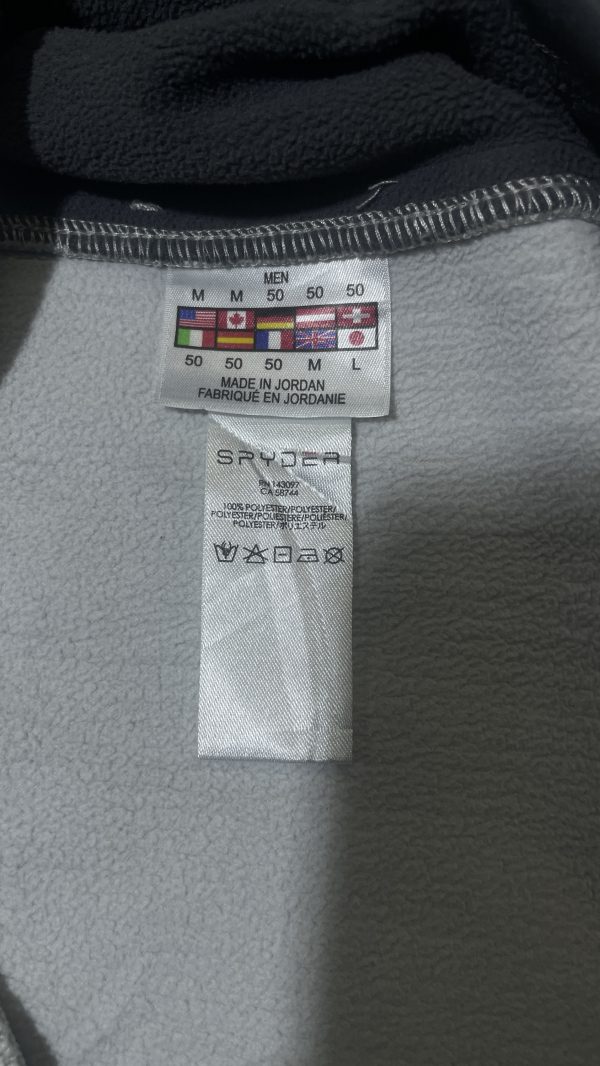 MEN
M M 50 50 50
50 50 50 M L
MADE IN JORDAN
FABRIQUÉ EN JORDANIE
SPYDER
RN 143097
CA 58744
100% POLYESTER/POLYESTER/
POLYESTER/POLIESTERE/POLIÉSTER/
POLYESTER/ポリエステル